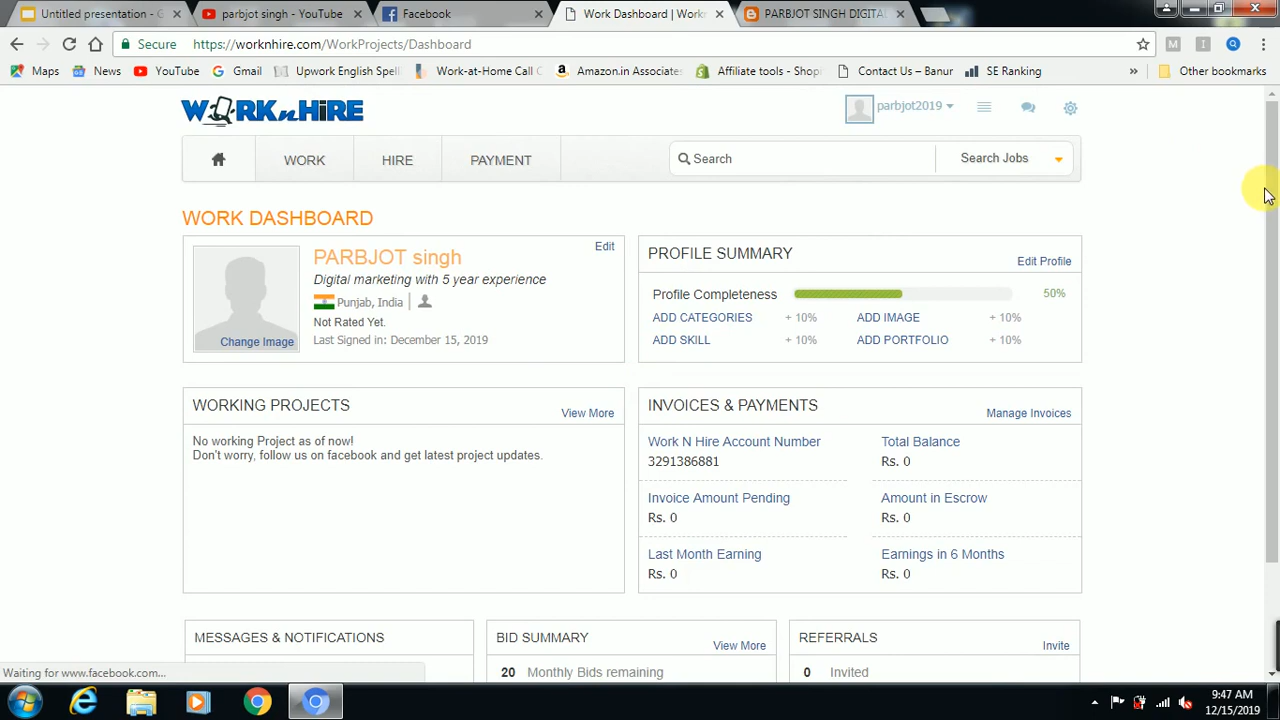 Untitled presentation - G
parbjot singh - YouTube
Facebook
Work Dashboard | Workn
PARBJOT SINGH DIGITAL
Secure https://worknhire.com/WorkProjects/Dashboard
Maps News YouTube Gmail Upwork English Spell Work-at-Home Call C Amazon.in Associates Affiliate tools - Shopi Contact Us – Banur SE Ranking » Other bookmarks
WORKnHIRE
parbjot2019
WORK HIRE PAYMENT Search Search Jobs
WORK DASHBOARD
PARBJOT singh
Edit
Digital marketing with 5 year experience
Punjab, India
Not Rated Yet.
Last Signed in: December 15, 2019
Change Image
PROFILE SUMMARY
Edit Profile
Profile Completeness 50%
ADD CATEGORIES + 10% ADD IMAGE + 10%
ADD SKILL + 10% ADD PORTFOLIO + 10%
WORKING PROJECTS
View More
No working Project as of now!
Don't worry, follow us on facebook and get latest project updates.
INVOICES & PAYMENTS
Manage Invoices
Work N Hire Account Number Total Balance
3291386881 Rs. 0
Invoice Amount Pending Amount in Escrow
Rs. 0 Rs. 0
Last Month Earning Earnings in 6 Months
Rs. 0 Rs. 0
MESSAGES & NOTIFICATIONS
BID SUMMARY
View More
20 Monthly Bids remaining
REFERRALS
Invite
0 Invited
Waiting for www.facebook.com...
9:47 AM
12/15/2019